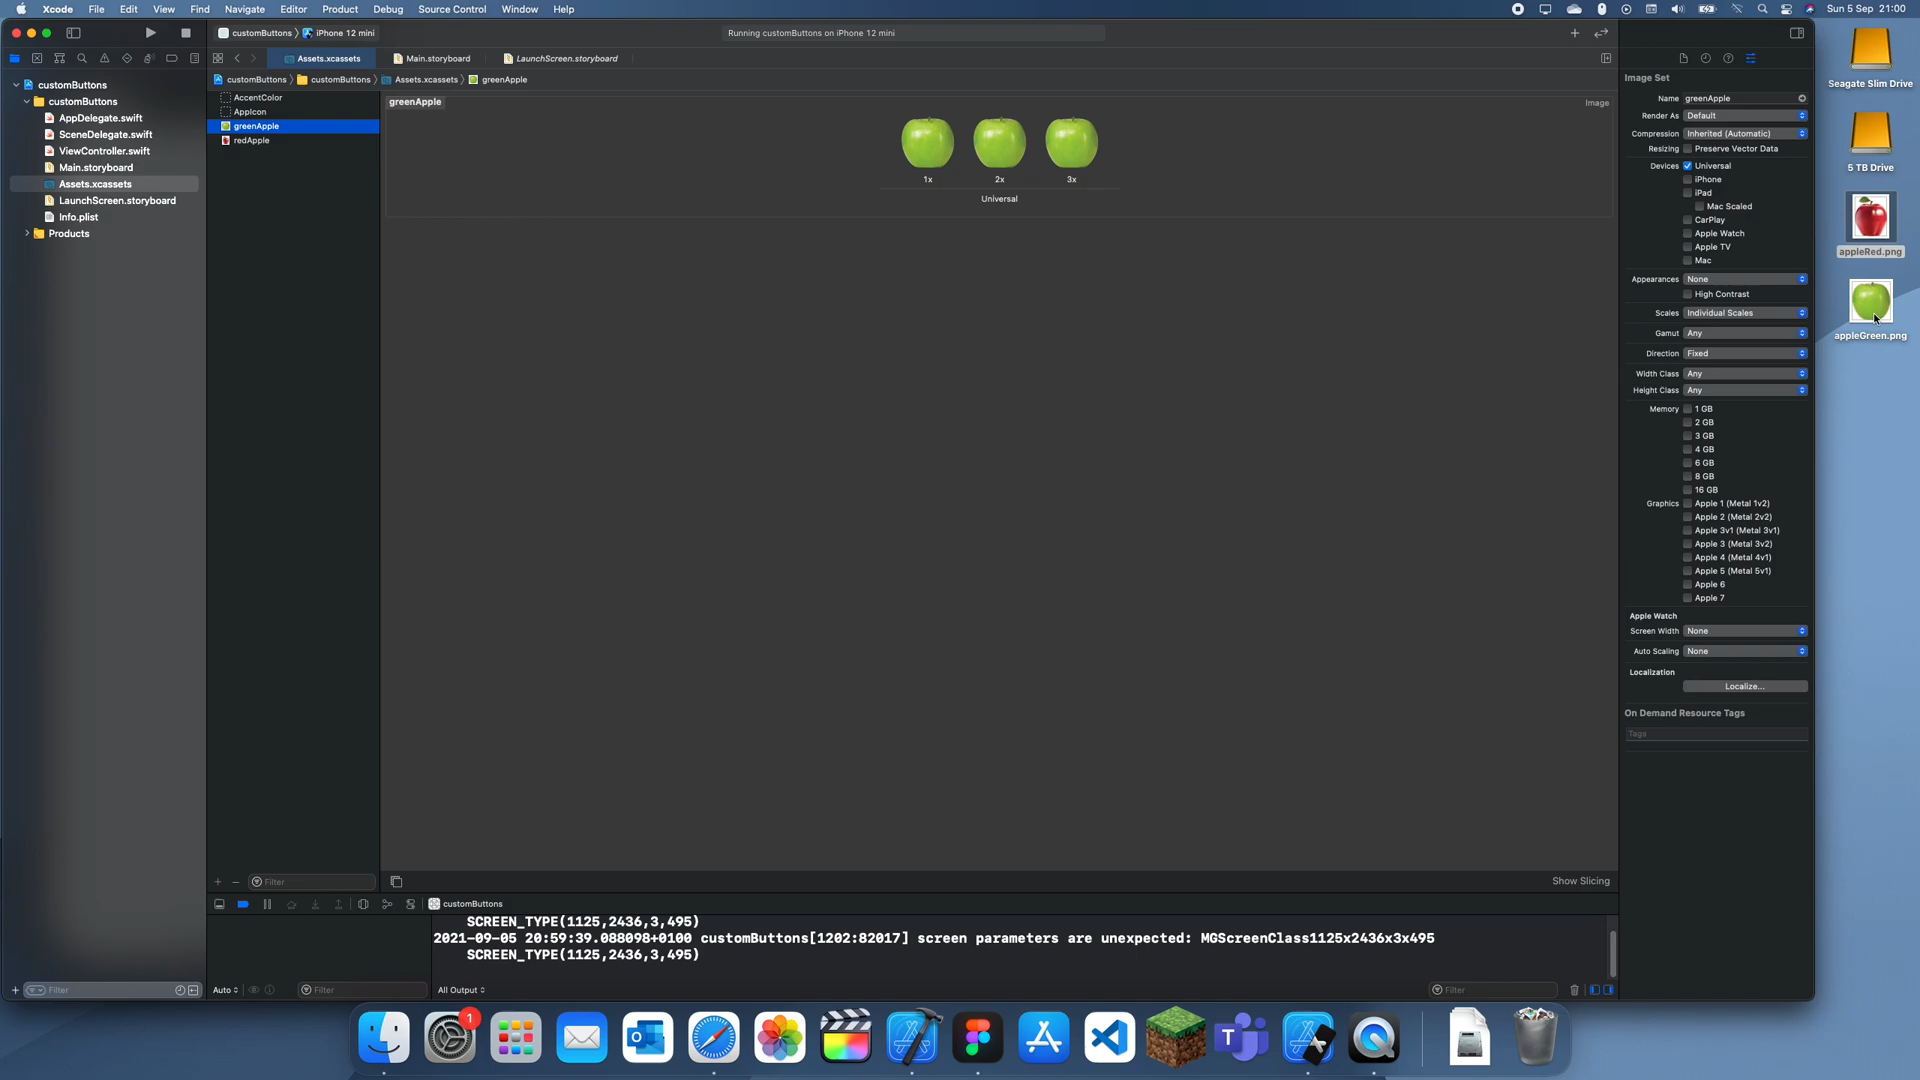 Xcode File Edit View Find Navigate Editor Product Debug Source Control Window Help Sun 5 Sep 21:00
customButtons 〉 iPhone 12 mini
Running customButtons on iPhone 12 mini
Assets.xcassets Main.storyboard LaunchScreen.storyboard
customButtons 〉 customButtons 〉 Assets.xcassets 〉 greenApple
customButtons
customButtons
AppDelegate.swift
SceneDelegate.swift
ViewController.swift
Main.storyboard
Assets.xcassets
LaunchScreen.storyboard
Info.plist
Products
Filter
AccentColor
AppIcon
greenApple
redApple
Filter
greenApple Image
1x 2x 3x
Universal
Show Slicing
customButtons
SCREEN_TYPE(1125,2436,3,495)
2021-09-05 20:59:39.088098+0100 customButtons[1202:82017] screen parameters are unexpected: MGScreenClass1125x2436x3x495
SCREEN_TYPE(1125,2436,3,495)
Auto Filter All Output Filter
Image Set
Name greenApple
Render As Default
Compression Inherited (Automatic)
Resizing Preserve Vector Data
Devices Universal
iPhone
iPad
Mac Scaled
CarPlay
Apple Watch
Apple TV
Mac
Appearances None
High Contrast
Scales Individual Scales
Gamut Any
Direction Fixed
Width Class Any
Height Class Any
Memory 1 GB
2 GB
3 GB
4 GB
6 GB
8 GB
16 GB
Graphics Apple 1 (Metal 1v2)
Apple 2 (Metal 2v2)
Apple 3v1 (Metal 3v1)
Apple 3 (Metal 3v2)
Apple 4 (Metal 4v1)
Apple 5 (Metal 5v1)
Apple 6
Apple 7
Apple Watch
Screen Width None
Auto Scaling None
Localization
Localize...
On Demand Resource Tags
Tags
Seagate Slim Drive
5 TB Drive
appleRed.png
appleGreen.png
1